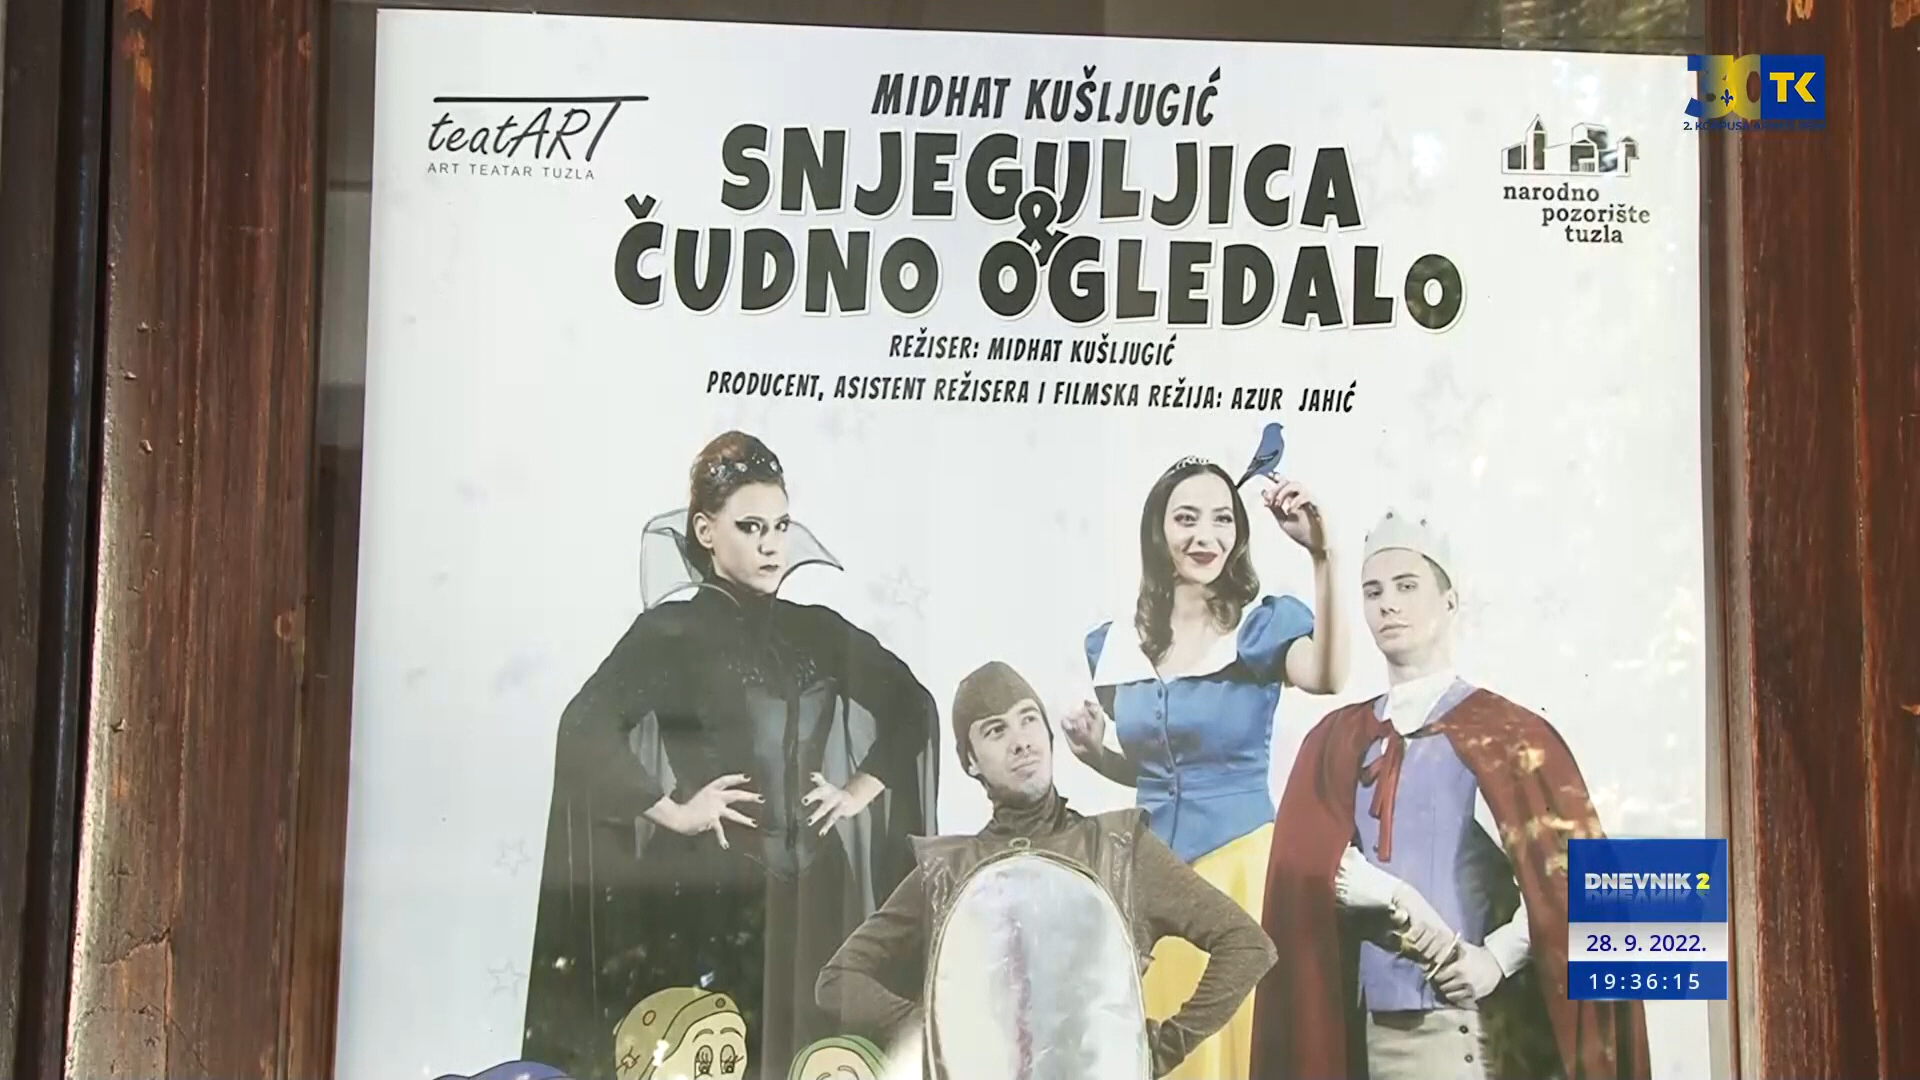 teatART
ART TEATAR TUZLA
MIDHAT KUŠLJUGIĆ
SNJEGULJICA
&
ČUDNO OGLEDALO
REŽISER: MIDHAT KUŠLJUGIĆ
PRODUCENT, ASISTENT REŽISERA I FILMSKA REŽIJA: AZUR JAHIĆ
narodno
pozorište
tuzla
30 TK
DNEVNIK 2
28. 9. 2022.
19:36:15